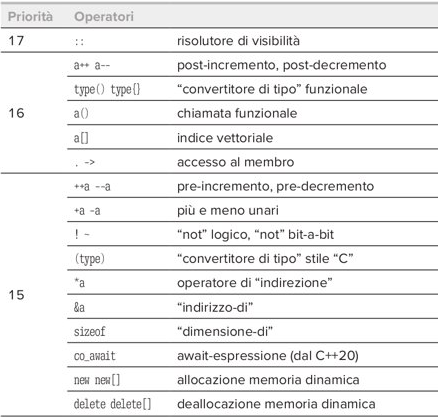 Priorità Operatori
17 :: risolutore di visibilità
a++ a-- post-incremento, post-decremento
type() type{} “convertitore di tipo” funzionale
16 a() chiamata funzionale
a[] indice vettoriale
. -> accesso al membro
++a --a pre-incremento, pre-decremento
+a -a più e meno unari
! ~ “not” logico, “not” bit-a-bit
(type) “convertitore di tipo” stile “C”
*a operatore di “indirezione”
15 &a “indirizzo-di”
sizeof “dimensione-di”
co_await await-espressione (dal C++20)
new new[] allocazione memoria dinamica
delete delete[] deallocazione memoria dinamica